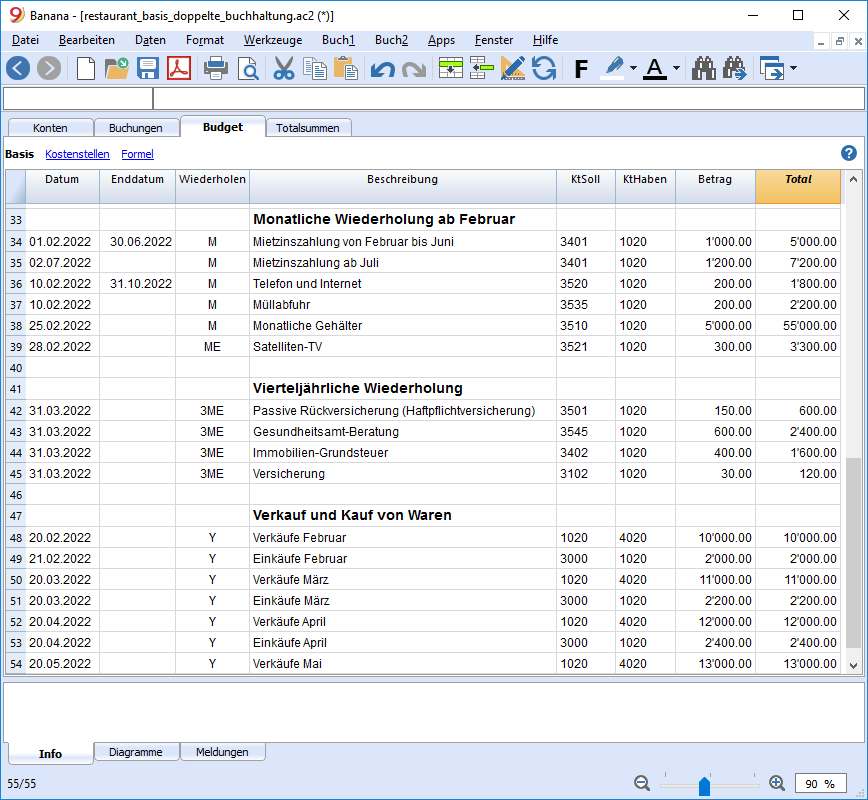 Banana - [restaurant_basis_doppelte_buchhaltung.ac2 (*)]
Datei Bearbeiten Daten Format Werkzeuge Buch1 Buch2 Apps Fenster Hilfe
F A
Konten Buchungen Budget Totalsummen
Basis Kostenstellen Formel ?
Datum Enddatum Wiederholen Beschreibung KtSoll KtHaben Betrag Total
33 Monatliche Wiederholung ab Februar
34 01.02.2022 30.06.2022 M Mietzinszahlung von Februar bis Juni 3401 1020 1'000.00 5'000.00
35 02.07.2022 M Mietzinszahlung ab Juli 3401 1020 1'200.00 7'200.00
36 10.02.2022 31.10.2022 M Telefon und Internet 3520 1020 200.00 1'800.00
37 10.02.2022 M Müllabfuhr 3535 1020 200.00 2'200.00
38 25.02.2022 M Monatliche Gehälter 3510 1020 5'000.00 55'000.00
39 28.02.2022 ME Satelliten-TV 3521 1020 300.00 3'300.00
40
41 Vierteljährliche Wiederholung
42 31.03.2022 3ME Passive Rückversicherung (Haftpflichtversicherung) 3501 1020 150.00 600.00
43 31.03.2022 3ME Gesundheitsamt-Beratung 3545 1020 600.00 2'400.00
44 31.03.2022 3ME Immobilien-Grundsteuer 3402 1020 400.00 1'600.00
45 31.03.2022 3ME Versicherung 3102 1020 30.00 120.00
46
47 Verkauf und Kauf von Waren
48 20.02.2022 Y Verkäufe Februar 1020 4020 10'000.00 10'000.00
49 21.02.2022 Y Einkäufe Februar 3000 1020 2'000.00 2'000.00
50 20.03.2022 Y Verkäufe März 1020 4020 11'000.00 11'000.00
51 20.03.2022 Y Einkäufe März 3000 1020 2'200.00 2'200.00
52 20.04.2022 Y Verkäufe April 1020 4020 12'000.00 12'000.00
53 20.04.2022 Y Einkäufe April 3000 1020 2'400.00 2'400.00
54 20.05.2022 Y Verkäufe Mai 1020 4020 13'000.00 13'000.00
Info Diagramme Meldungen
55/55 90 %